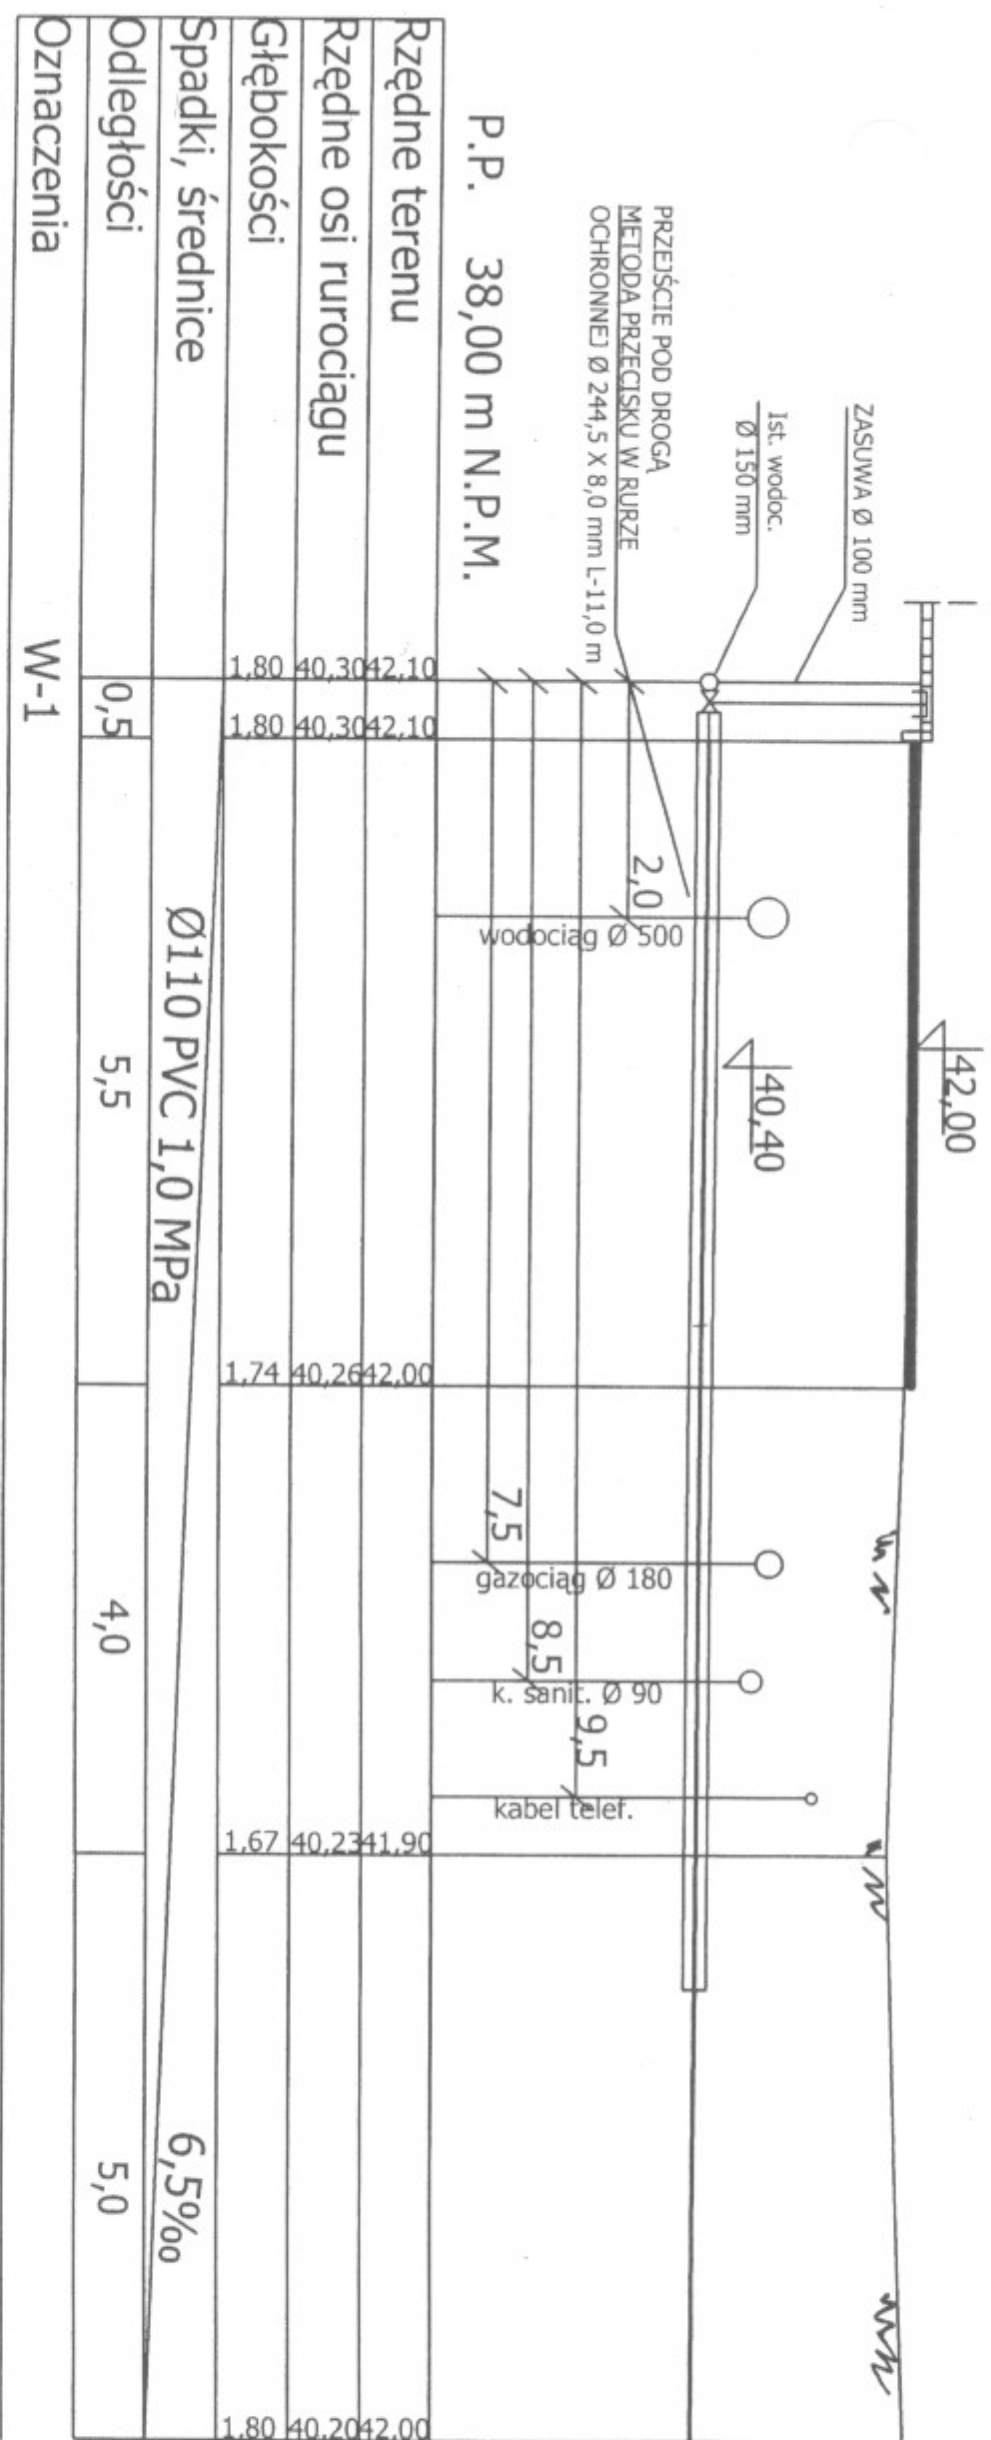 ZASUWA Ø 100 mm
Ist. wodoc.
Ø 150 mm
PRZEJŚCIE POD DROGĄ
METODĄ PRZECISKU W RURZE
OCHRONNEJ Ø 244,5 X 8,0 mm L-11,0 m
42,00
40,40
2,0
wodociąg Ø 500
7,5
gazociąg Ø 180
8,5
k. sanit. Ø 90
9,5
kabel telef.
P.P. 38,00 m N.P.M.
Rzędne terenu 42,10 42,10 42,00 41,90 42,00
Rzędne osi rurociągu 40,30 40,30 40,26 40,23 40,20
Głębokości 1,80 1,80 1,74 1,67 1,80
Spadki, średnice Ø110 PVC 1,0 MPa 6,5‰
Odległości 0,5 5,5 4,0 5,0
Oznaczenia W-1